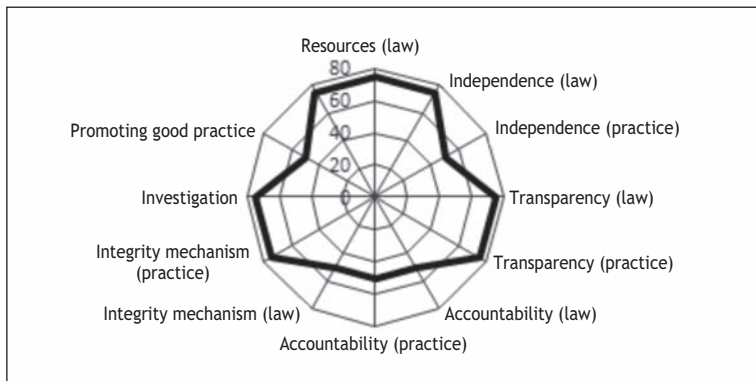 Resources (law)
80
60
40
20
0
Independence (law)
Independence (practice)
Transparency (law)
Transparency (practice)
Accountability (law)
Accountability (practice)
Integrity mechanism (law)
Integrity mechanism
(practice)
Investigation
Promoting good practice